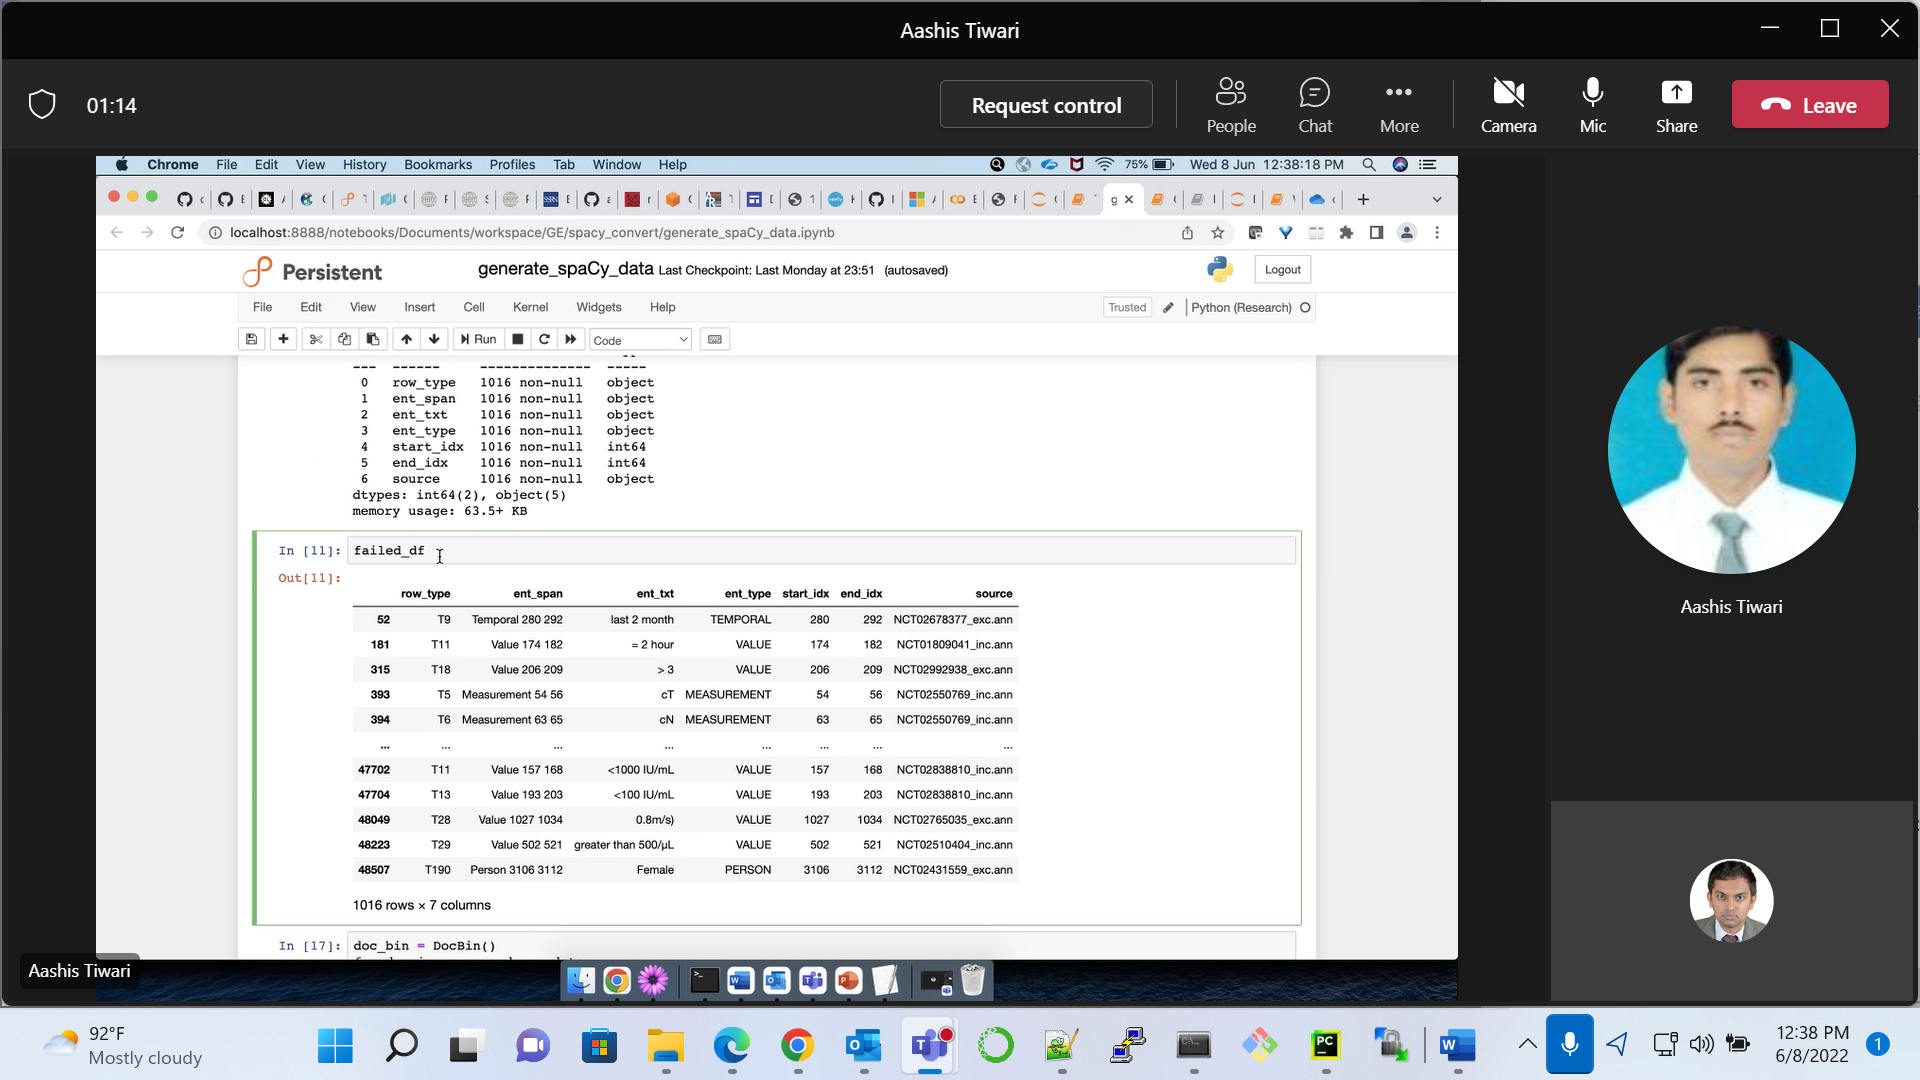 Aashis Tiwari
01:14
Request control
People
Chat
More
Camera
Mic
Share
Leave
Chrome File Edit View History Bookmarks Profiles Tab Window Help
75% Wed 8 Jun 12:38:18 PM
localhost:8888/notebooks/Documents/workspace/GE/spacy_convert/generate_spaCy_data.ipynb
Persistent
generate_spaCy_data Last Checkpoint: Last Monday at 23:51 (autosaved)
Logout
File Edit View Insert Cell Kernel Widgets Help
Trusted
Python (Research)
Run
Code
--- ------ -------------- -----
0 row_type 1016 non-null object
1 ent_span 1016 non-null object
2 ent_txt 1016 non-null object
3 ent_type 1016 non-null object
4 start_idx 1016 non-null int64
5 end_idx 1016 non-null int64
6 source 1016 non-null object
dtypes: int64(2), object(5)
memory usage: 63.5+ KB
In [11]: failed_df
Out[11]:
row_type ent_span ent_txt ent_type start_idx end_idx source
52 T9 Temporal 280 292 last 2 month TEMPORAL 280 292 NCT02678377_exc.ann
181 T11 Value 174 182 = 2 hour VALUE 174 182 NCT01809041_inc.ann
315 T18 Value 206 209 > 3 VALUE 206 209 NCT02992938_exc.ann
393 T5 Measurement 54 56 cT MEASUREMENT 54 56 NCT02550769_inc.ann
394 T6 Measurement 63 65 cN MEASUREMENT 63 65 NCT02550769_inc.ann
... ... ... ... ... ... ... ...
47702 T11 Value 157 168 <1000 IU/mL VALUE 157 168 NCT02838810_inc.ann
47704 T13 Value 193 203 <100 IU/mL VALUE 193 203 NCT02838810_inc.ann
48049 T28 Value 1027 1034 0.8m/s) VALUE 1027 1034 NCT02765035_exc.ann
48223 T29 Value 502 521 greater than 500/µL VALUE 502 521 NCT02510404_inc.ann
48507 T190 Person 3106 3112 Female PERSON 3106 3112 NCT02431559_exc.ann
1016 rows × 7 columns
In [17]: doc_bin = DocBin()
Aashis Tiwari
Aashis Tiwari
92°F
Mostly cloudy
12:38 PM
6/8/2022
1